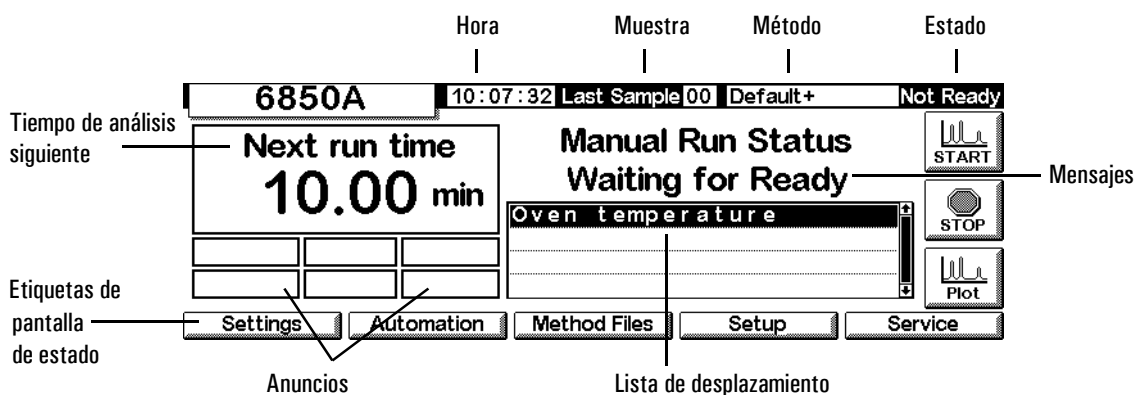 Hora Muestra Método Estado
6850A 10:07:32 Last Sample 00 Default+ Not Ready
Tiempo de análisis
siguiente
Next run time
10.00 min
Manual Run Status
Waiting for Ready
START
Mensajes
Oven temperature
STOP
Plot
Etiquetas de
pantalla
de estado
Settings Automation Method Files Setup Service
Anuncios Lista de desplazamiento